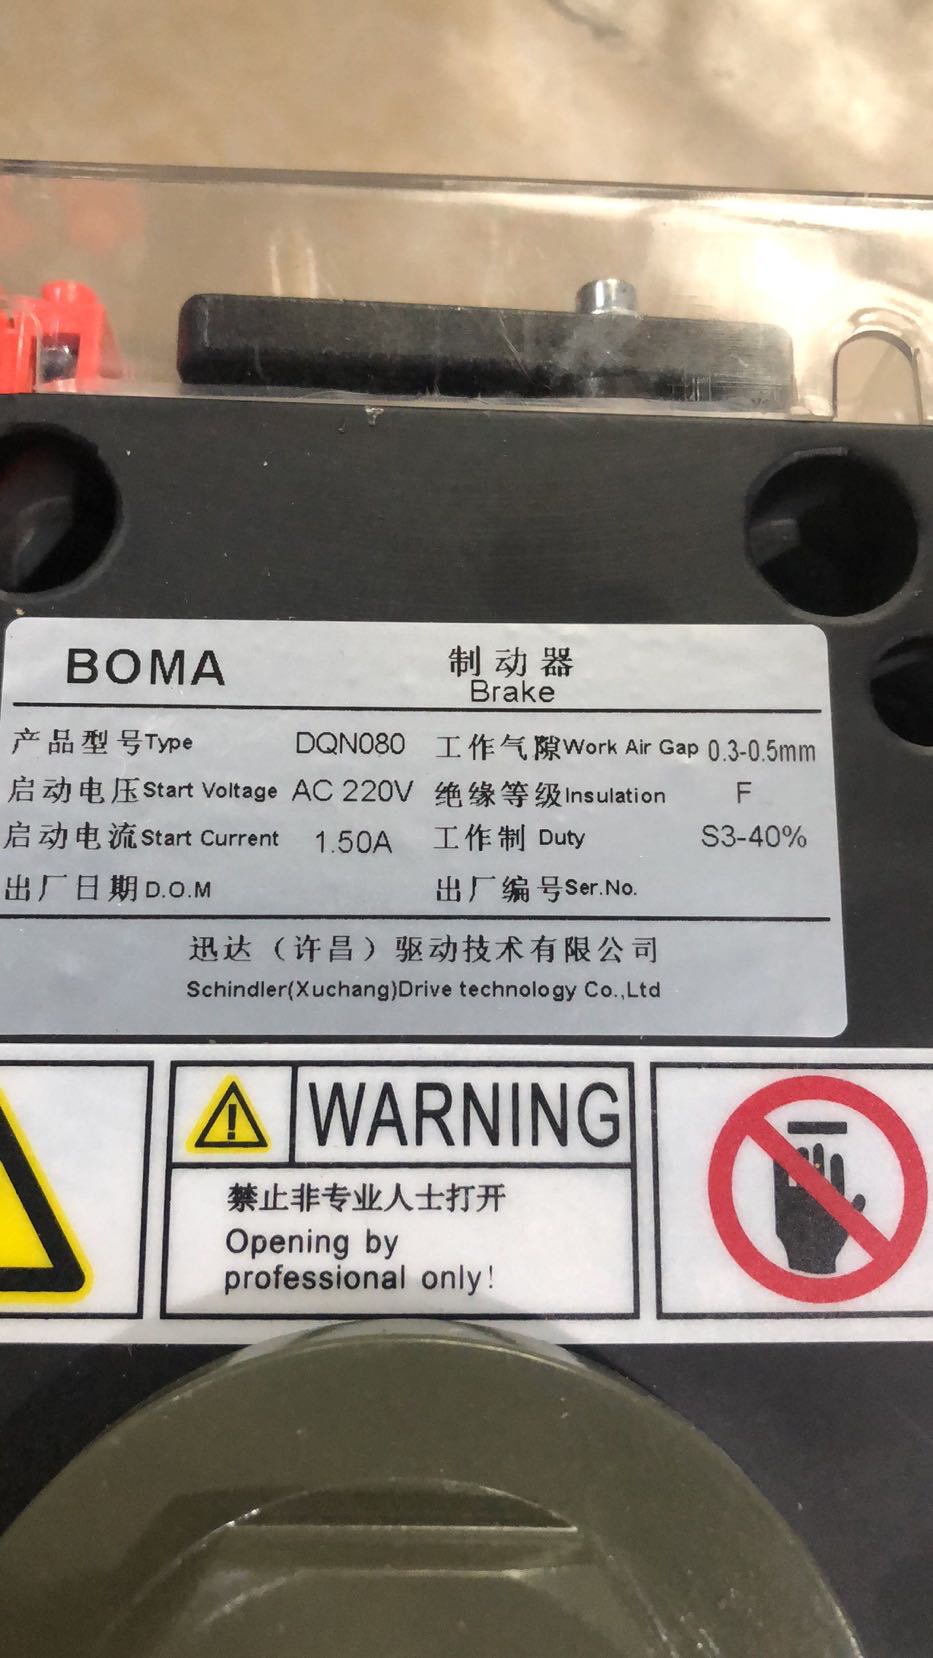 BOMA 制动器
Brake
产品型号Type DQN080 工作气隙Work Air Gap 0.3-0.5mm
启动电压Start Voltage AC 220V 绝缘等级Insulation F
启动电流Start Current 1.50A 工作制 Duty S3-40%
出厂日期D.O.M 出厂编号Ser.No.
迅达（许昌）驱动技术有限公司
Schindler(Xuchang)Drive technology Co.,Ltd
WARNING
禁止非专业人士打开
Opening by
professional only!